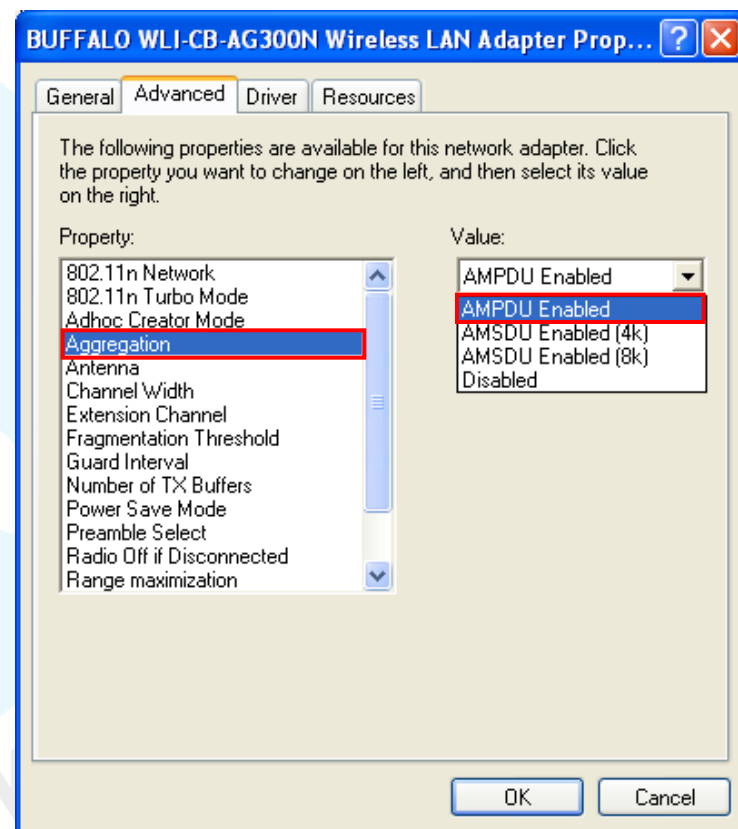 BUFFALO WLI-CB-AG300N Wireless LAN Adapter Prop...
General Advanced Driver Resources
The following properties are available for this network adapter. Click
the property you want to change on the left, and then select its value
on the right.
Property:
802.11n Network
802.11n Turbo Mode
Adhoc Creator Mode
Aggregation
Antenna
Channel Width
Extension Channel
Fragmentation Threshold
Guard Interval
Number of TX Buffers
Power Save Mode
Preamble Select
Radio Off if Disconnected
Range maximization
Value:
AMPDU Enabled
AMPDU Enabled
AMSDU Enabled (4k)
AMSDU Enabled (8k)
Disabled
OK Cancel